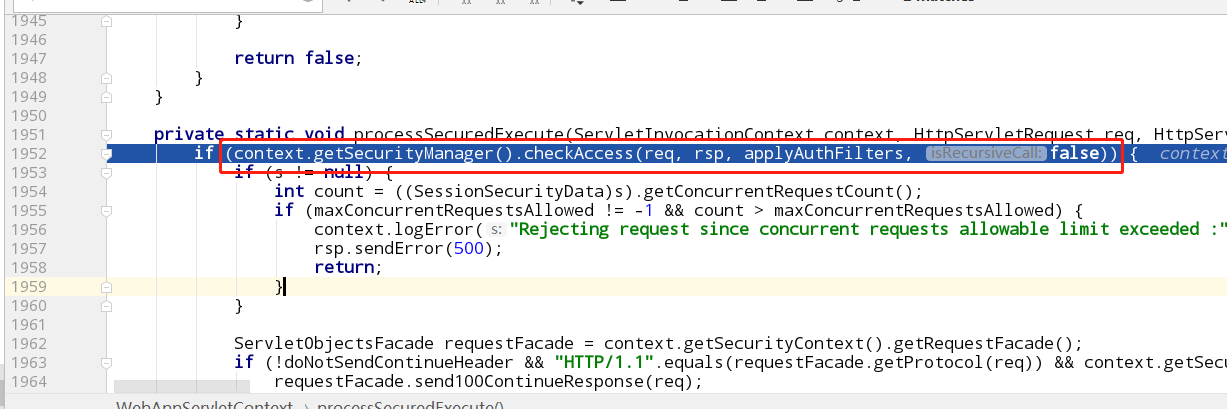 1945 }
1946
1947 return false;
1948 }
1949 }
1950
1951 private static void processSecuredExecute(ServletInvocationContext context, HttpServletRequest req, HttpServ
1952 if (context.getSecurityManager().checkAccess(req, rsp, applyAuthFilters, isRecursiveCall: false)) { context
1953 if (s != null) {
1954 int count = ((SessionSecurityData)s).getConcurrentRequestCount();
1955 if (maxConcurrentRequestsAllowed != -1 && count > maxConcurrentRequestsAllowed) {
1956 context.logError( s: "Rejecting request since concurrent requests allowable limit exceeded :"
1957 rsp.sendError(500);
1958 return;
1959 }
1960 }
1961
1962 ServletObjectsFacade requestFacade = context.getSecurityContext().getRequestFacade();
1963 if (!doNotSendContinueHeader && "HTTP/1.1".equals(requestFacade.getProtocol(req)) && context.getSecu
1964 requestFacade.send100ContinueResponse(req);
WebAppServletContext > processSecuredExecute()